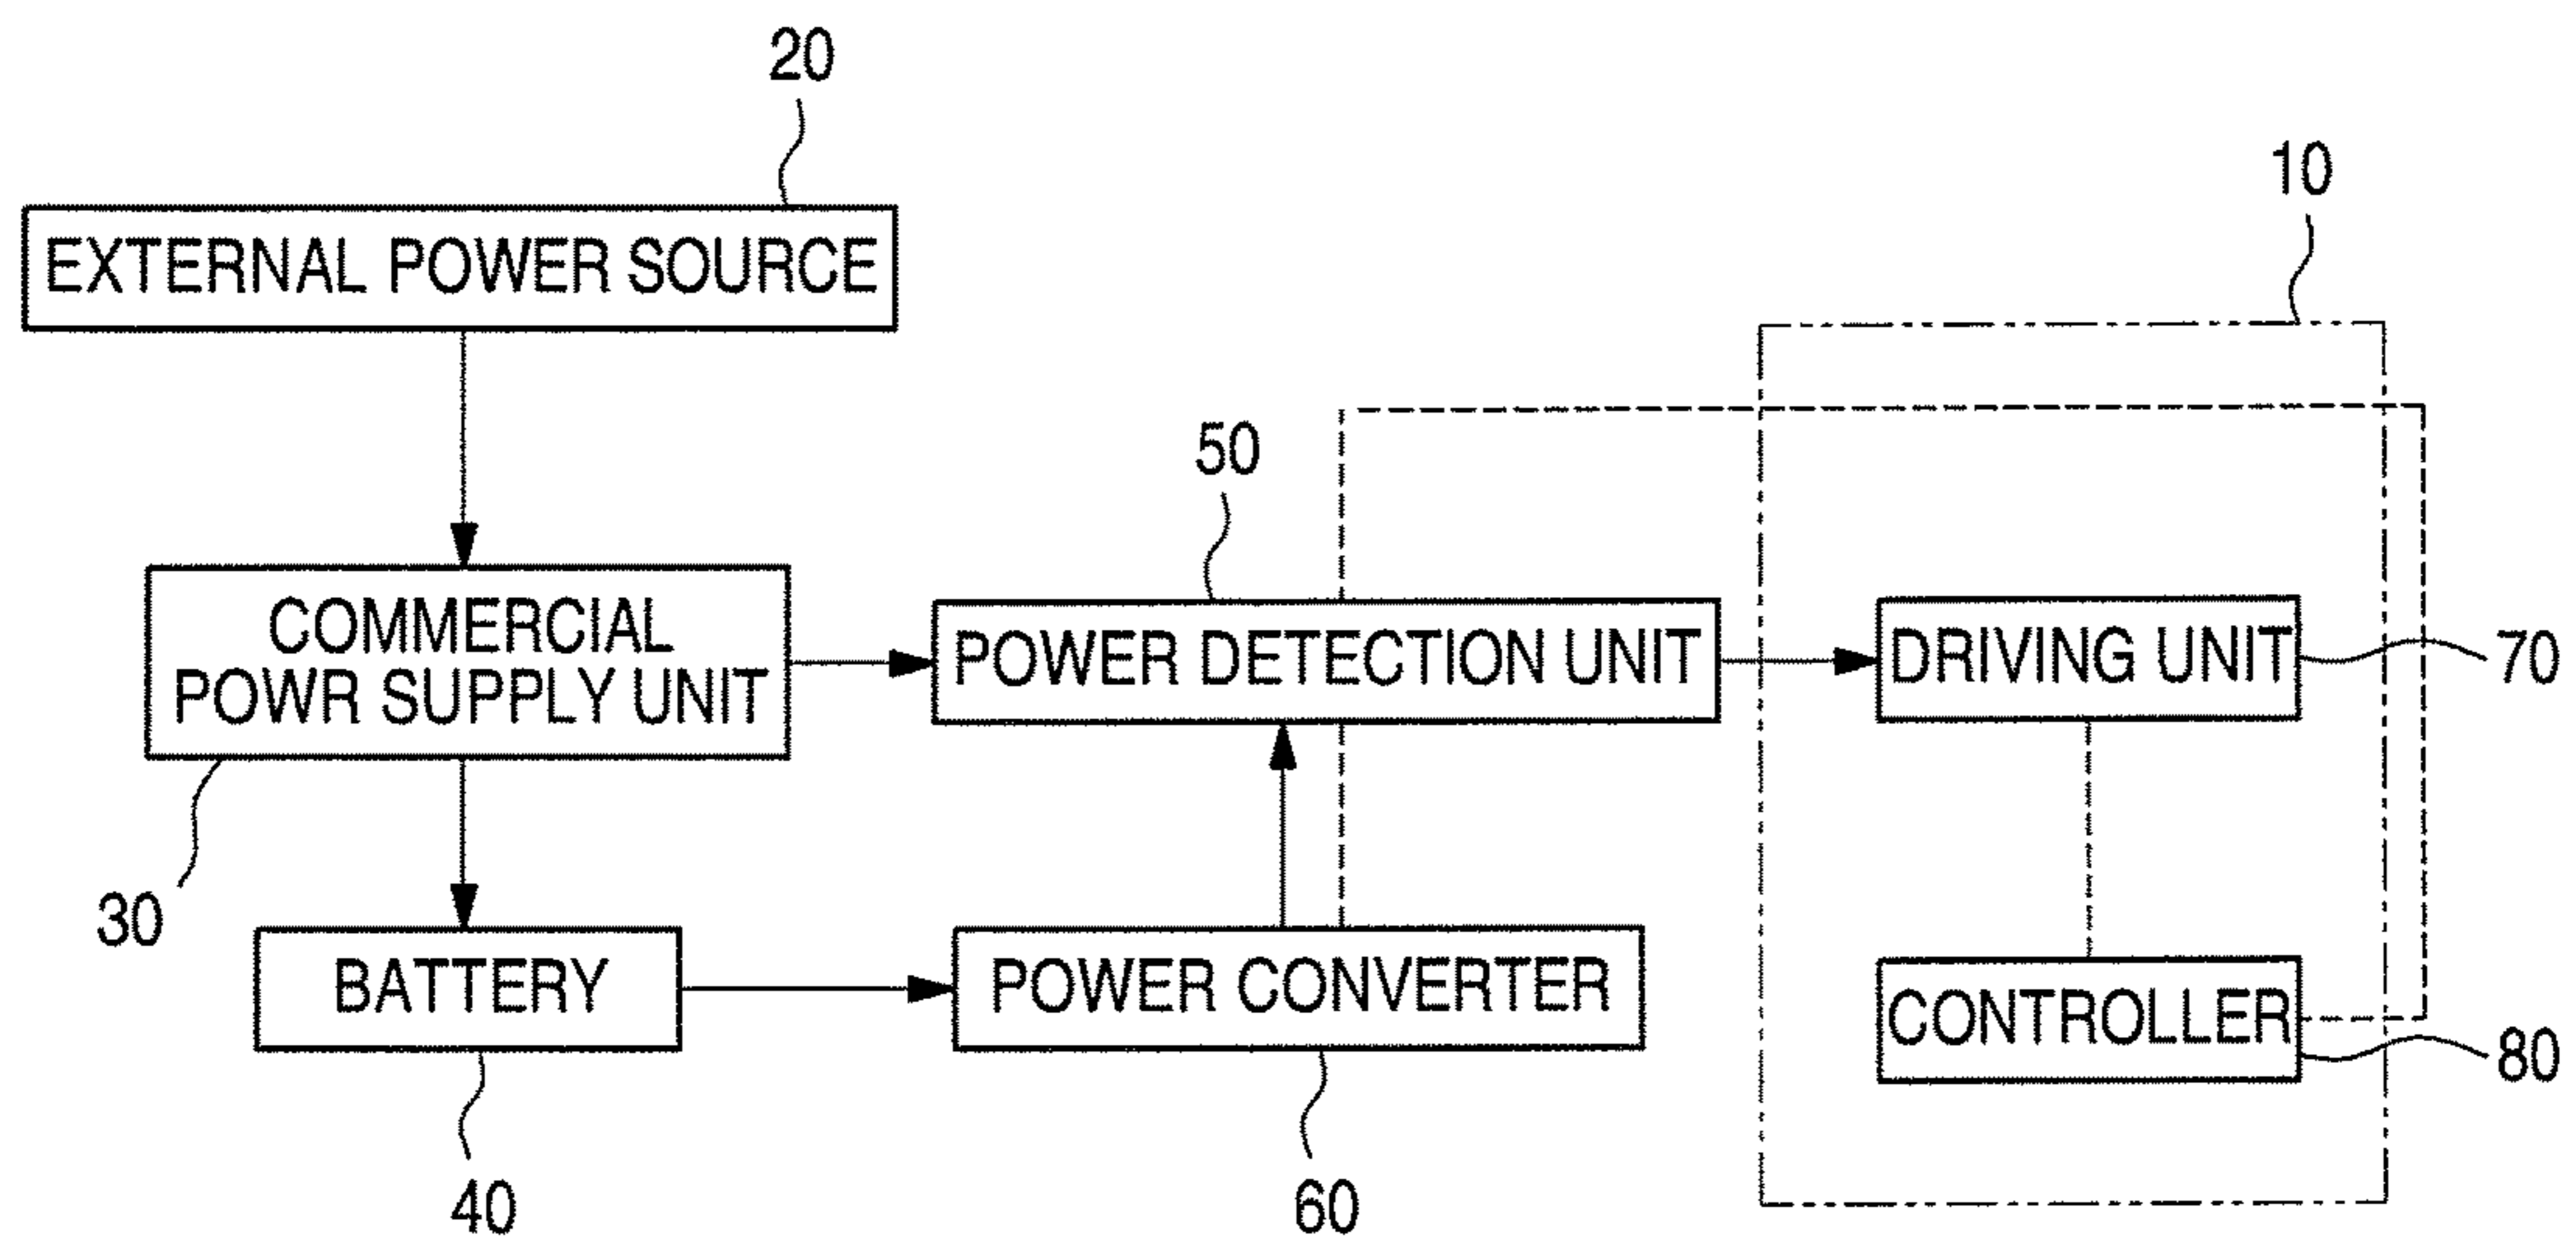 20
10
EXTERNAL POWER SOURCE
50
COMMERCIAL
POWR SUPPLY UNIT
POWER DETECTION UNIT
DRIVING UNIT
70
30
BATTERY
POWER CONVERTER
CONTROLLER
80
40
60